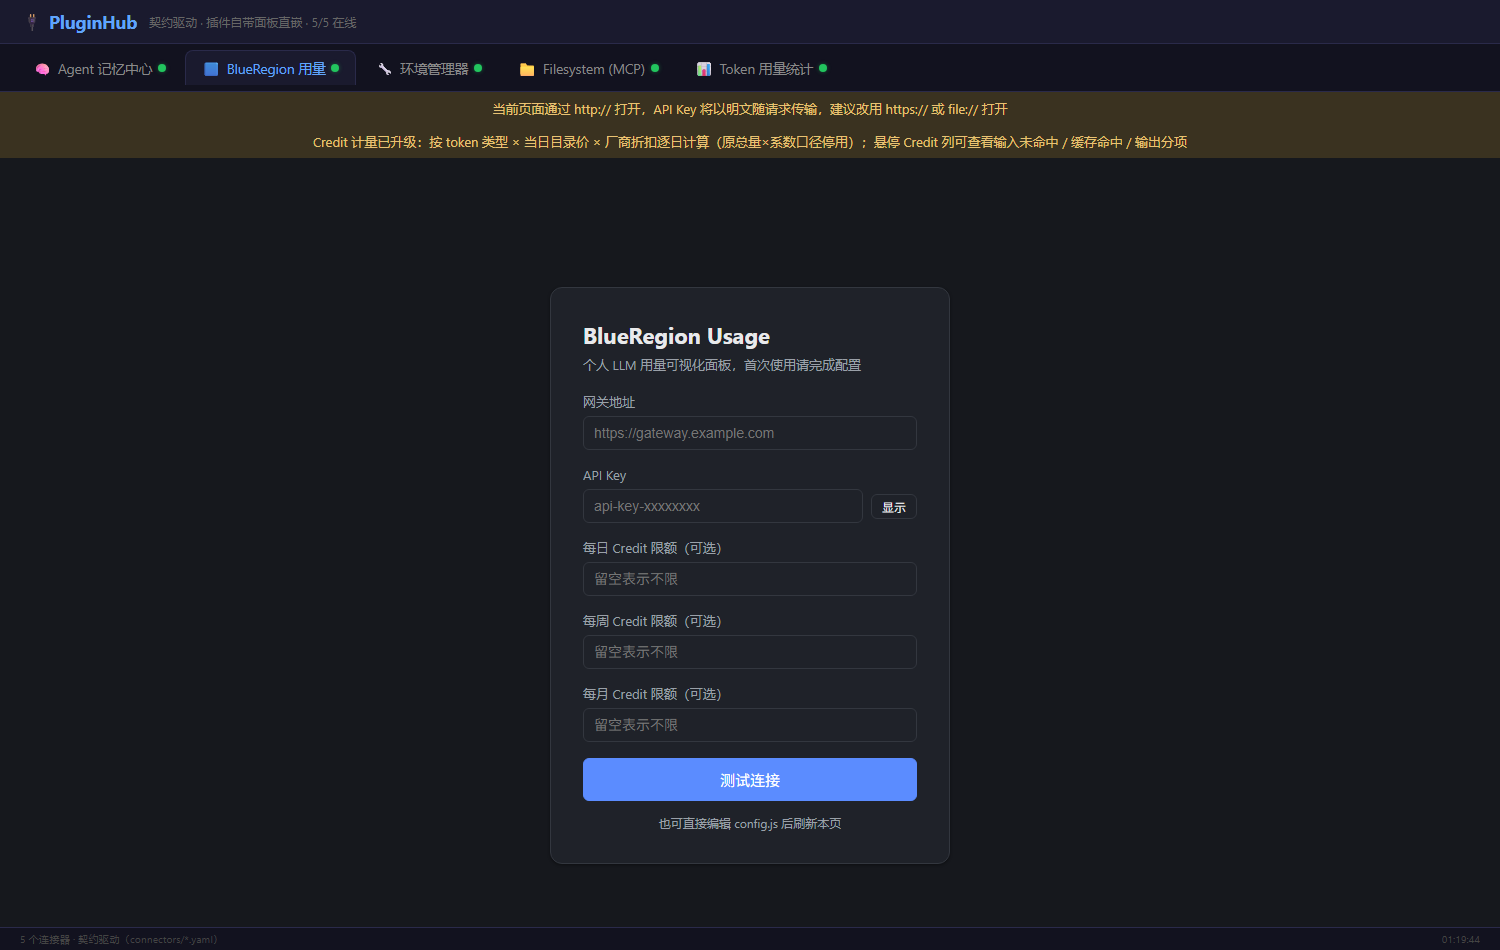 PluginHub 契约驱动 · 插件自带面板直嵌 · 5/5 在线
Agent 记忆中心 BlueRegion 用量 环境管理器 Filesystem (MCP) Token 用量统计
当前页面通过 http:// 打开，API Key 将以明文随请求传输，建议改用 https:// 或 file:// 打开
Credit 计量已升级：按 token 类型 × 当日目录价 × 厂商折扣逐日计算（原总量×系数口径停用）；悬停 Credit 列可查看输入未命中 / 缓存命中 / 输出分项
BlueRegion Usage
个人 LLM 用量可视化面板，首次使用请完成配置
网关地址
https://gateway.example.com
API Key
api-key-xxxxxxxx 显示
每日 Credit 限额（可选）
留空表示不限
每周 Credit 限额（可选）
留空表示不限
每月 Credit 限额（可选）
留空表示不限
测试连接
也可直接编辑 config.js 后刷新本页
5 个连接器 · 契约驱动（connectors/*.yaml） 01:19:44